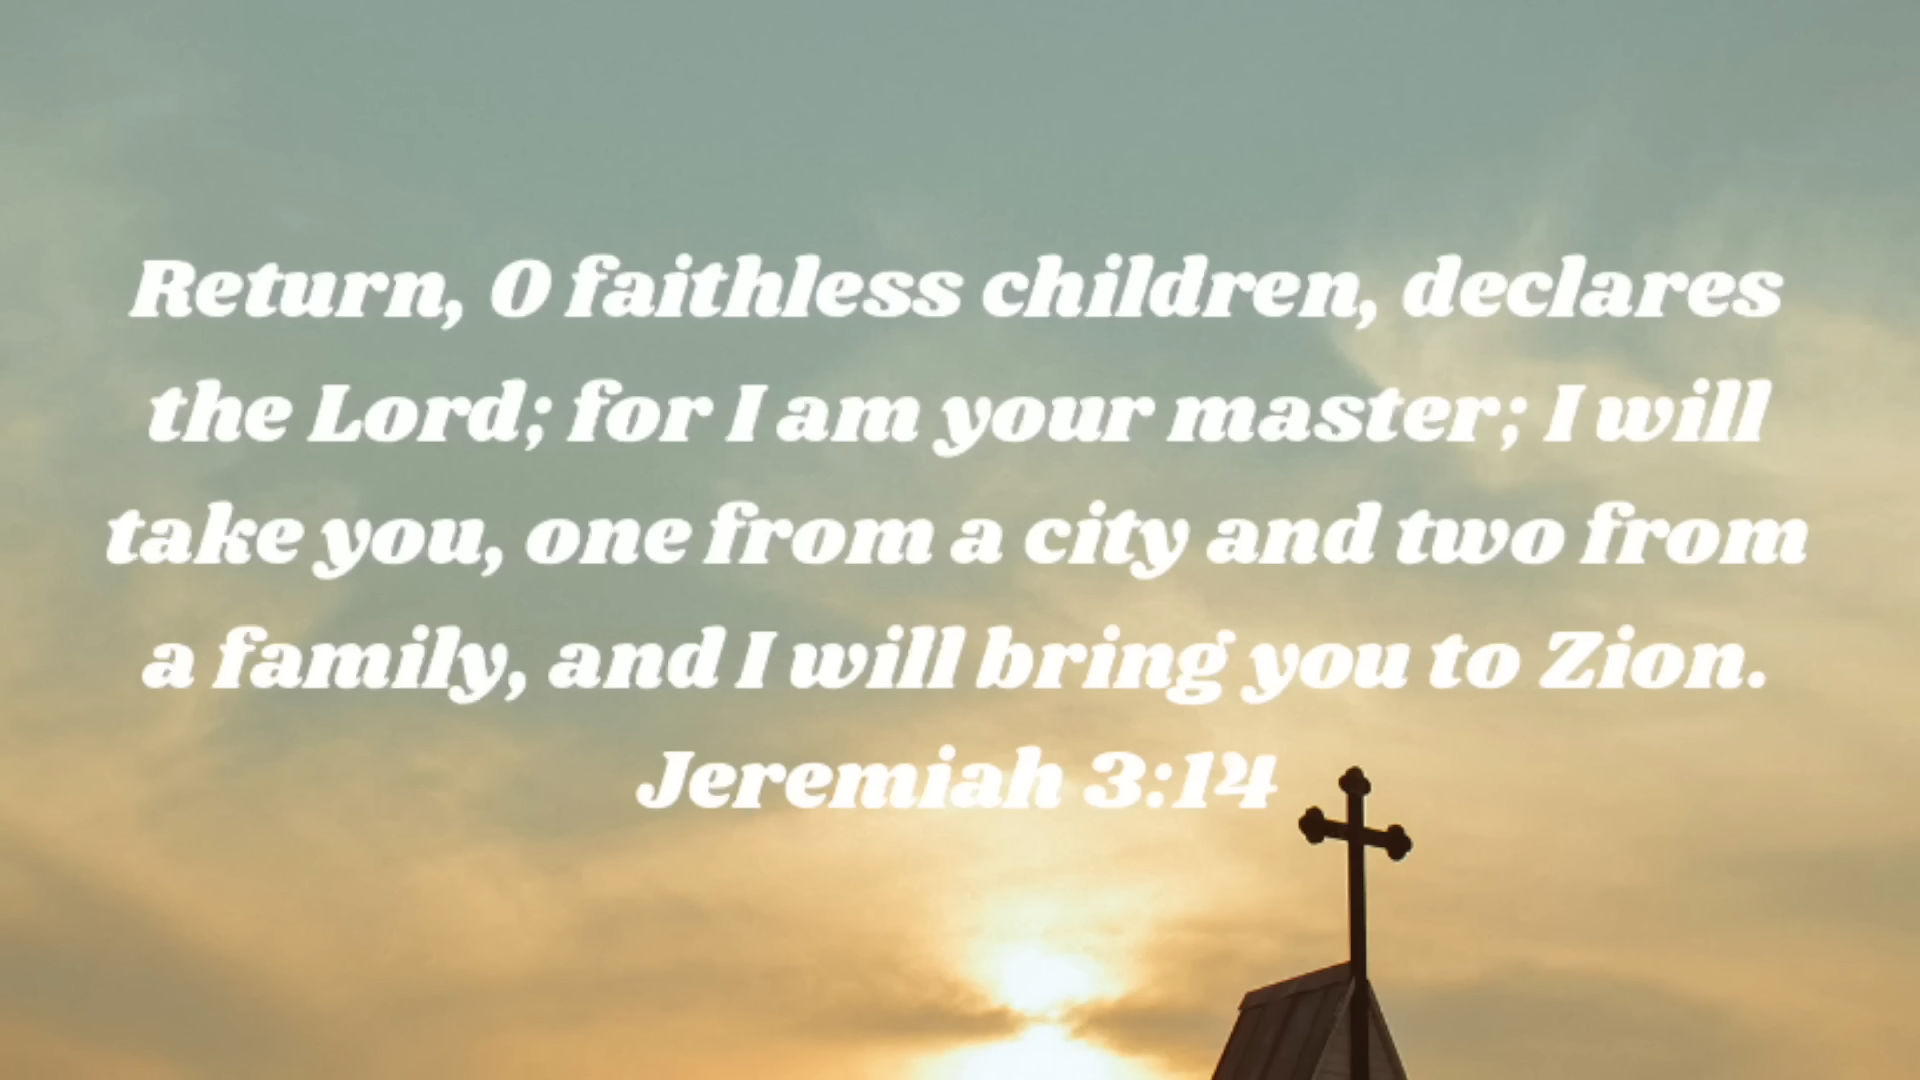 Return, O faithless children, declares
the Lord; for I am your master; I will
take you, one from a city and two from
a family, and I will bring you to Zion.
Jeremiah 3:14